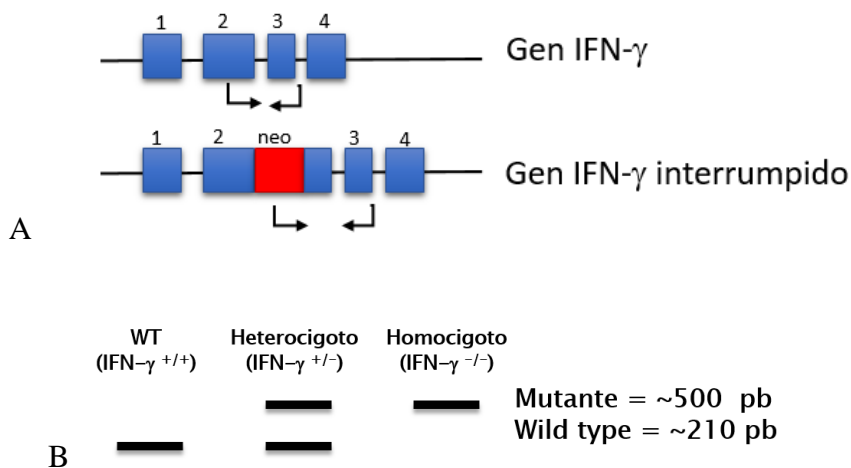 1 2 3 4
Gen IFN-γ
1 2 neo 3 4
Gen IFN-γ interrumpido
A
WT Heterocigoto Homocigoto
(IFN-γ +/+) (IFN-γ +/-) (IFN-γ -/-)
Mutante = ~500 pb
Wild type = ~210 pb
B